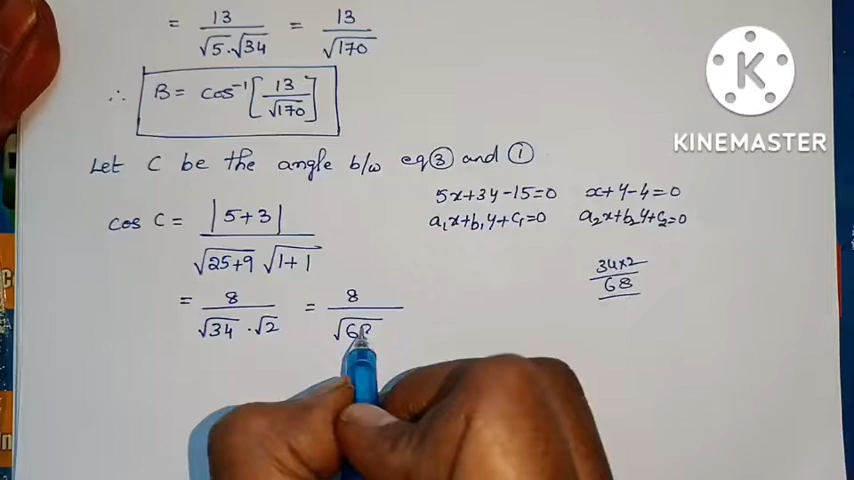 = 13/(√5·√34) = 13/√170
∴ B = cos⁻¹[13/√170]
Let C be the angle b/w eq③ and ①
5x+3y-15=0 x+y-4=0
a₁x+b₁y+c₁=0 a₂x+b₂y+c₂=0
cos C = |5+3|/(√25+9 √1+1)
34×2
68
= 8/(√34·√2) = 8/√68
KINEMASTER